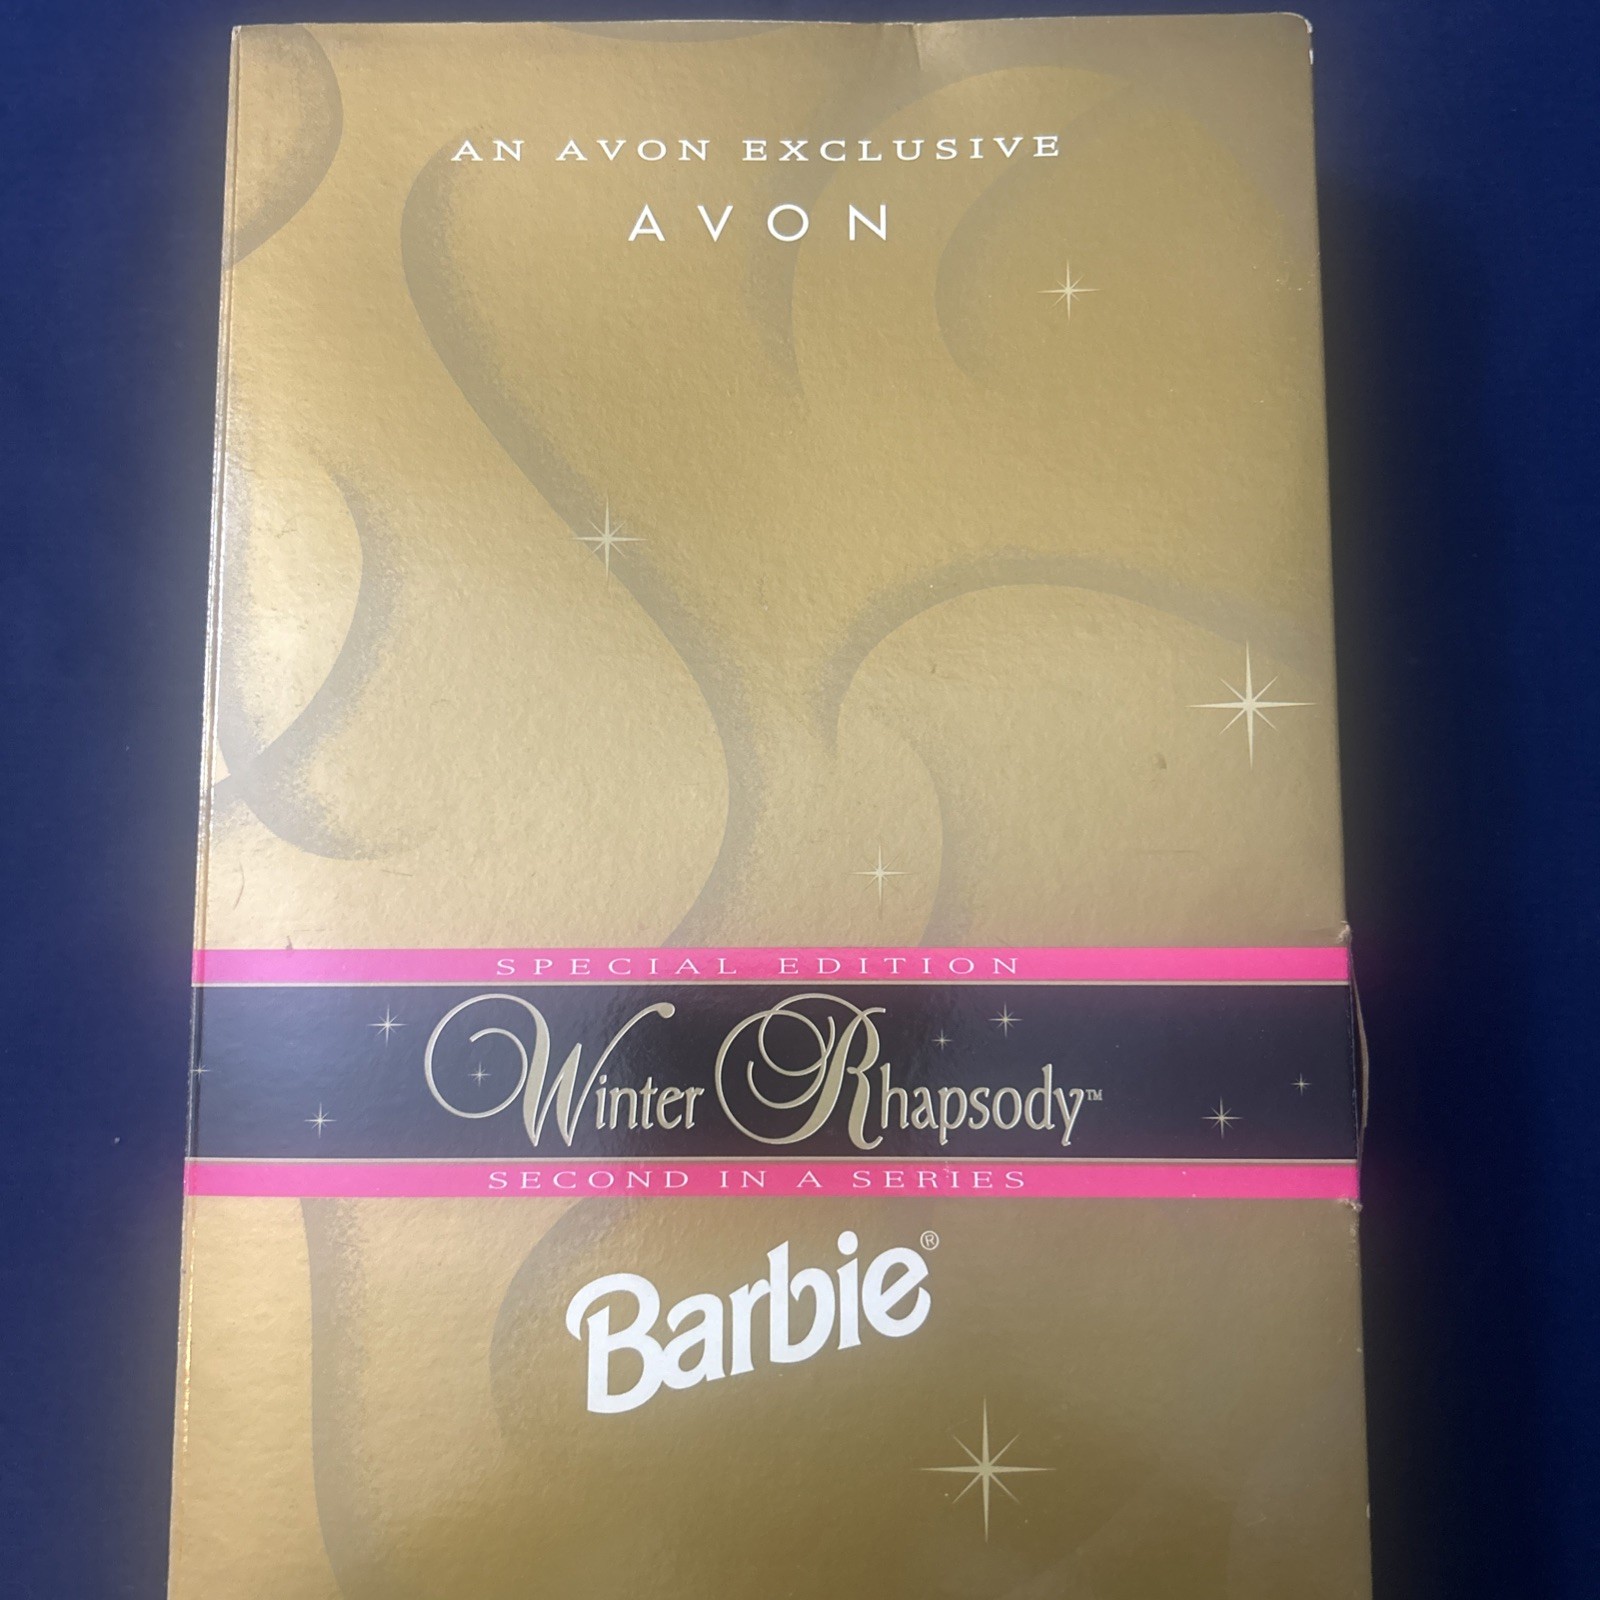 AN AVON EXCLUSIVE
AVON
SPECIAL EDITION
Winter Rhapsody™
SECOND IN A SERIES
Barbie®